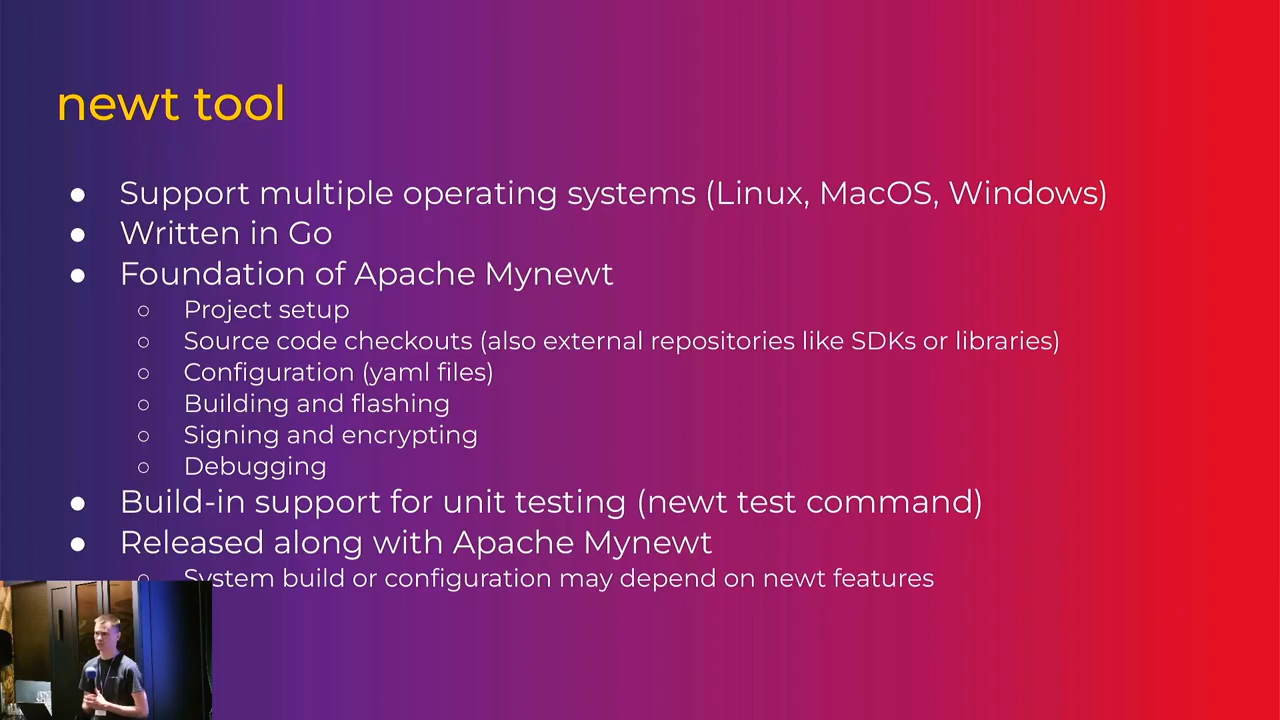 newt tool
● Support multiple operating systems (Linux, MacOS, Windows)
● Written in Go
● Foundation of Apache Mynewt
○ Project setup
○ Source code checkouts (also external repositories like SDKs or libraries)
○ Configuration (yaml files)
○ Building and flashing
○ Signing and encrypting
○ Debugging
● Build-in support for unit testing (newt test command)
● Released along with Apache Mynewt
○ System build or configuration may depend on newt features